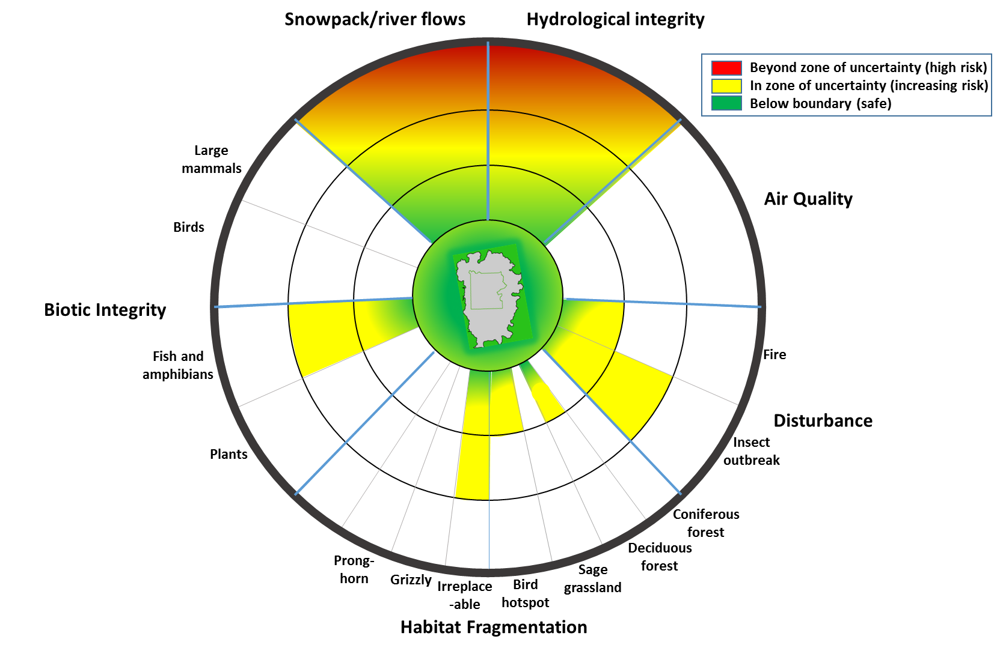 Snowpack/river flows
Hydrological integrity
Beyond zone of uncertainty (high risk)
In zone of uncertainty (increasing risk)
Below boundary (safe)
Large
mammals
Air Quality
Birds
Biotic Integrity
Fish and
amphibians
Fire
Disturbance
Insect
outbreak
Plants
Coniferous
forest
Deciduous
forest
Sage
grassland
Bird
hotspot
Irreplace
-able
Grizzly
Prong-
horn
Habitat Fragmentation